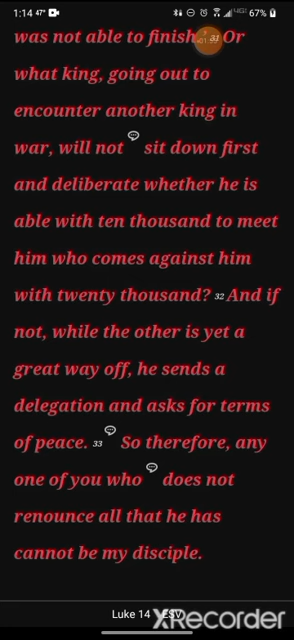 1:14 47° 67%
was not able to finish 31 Or
what king, going out to
encounter another king in
war, will not sit down first
and deliberate whether he is
able with ten thousand to meet
him who comes against him
with twenty thousand? 32 And if
not, while the other is yet a
great way off, he sends a
delegation and asks for terms
of peace. 33 So therefore, any
one of you who does not
renounce all that he has
cannot be my disciple.
Luke 14 ESV
XRecorder